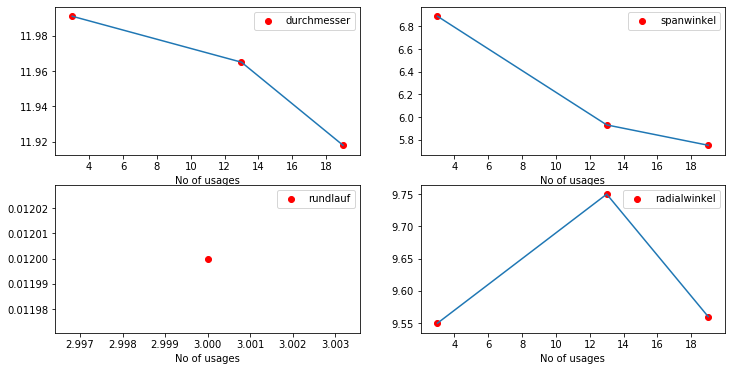 durchmesser
11.98
11.96
11.94
11.92
4 6 8 10 12 14 16 18
No of usages
spanwinkel
6.8
6.6
6.4
6.2
6.0
5.8
4 6 8 10 12 14 16 18
No of usages
rundlauf
0.01202
0.01201
0.01200
0.01199
0.01198
2.997 2.998 2.999 3.000 3.001 3.002 3.003
No of usages
radialwinkel
9.75
9.70
9.65
9.60
9.55
4 6 8 10 12 14 16 18
No of usages